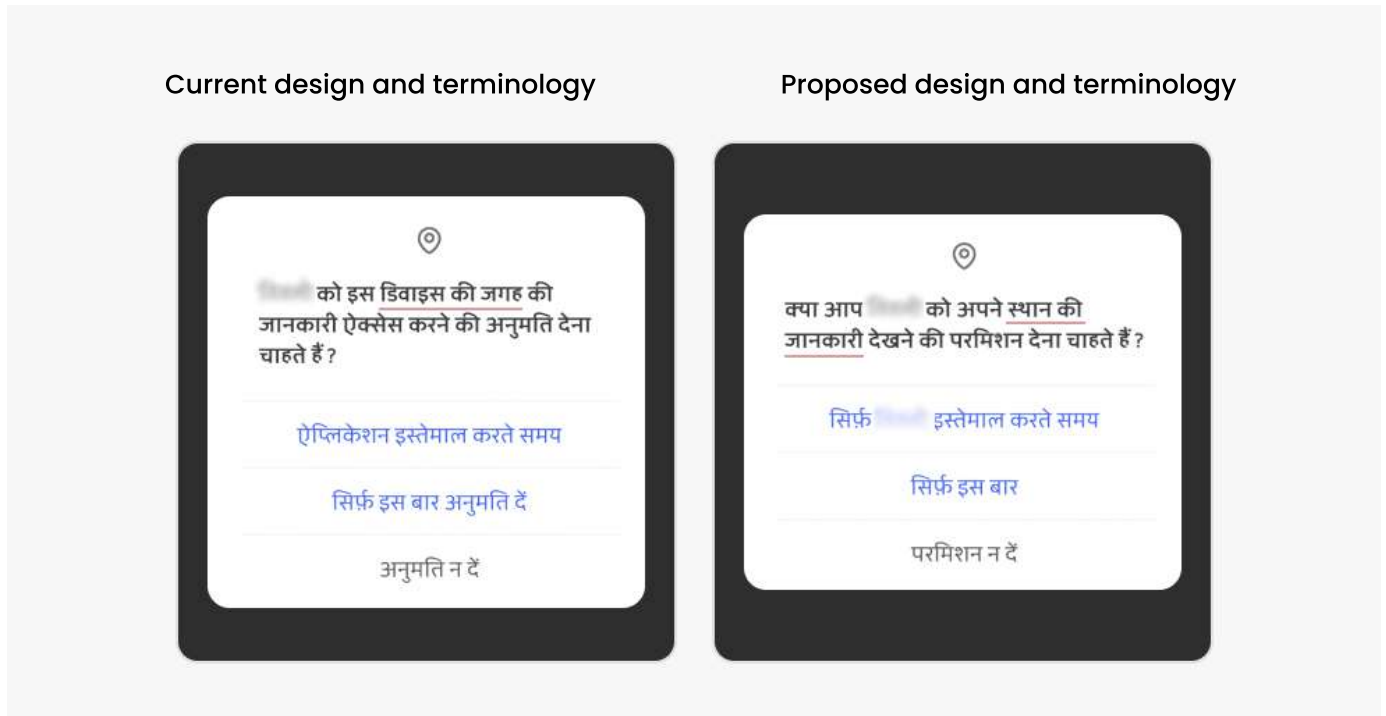 Current design and terminology
Proposed design and terminology
को इस डिवाइस की जगह की
जानकारी ऐक्सेस करने की अनुमति देना
चाहते हैं ?
ऐप्लिकेशन इस्तेमाल करते समय
सिर्फ़ इस बार अनुमति दें
अनुमति न दें
क्या आप को अपने स्थान की
जानकारी देखने की परमिशन देना चाहते हैं ?
सिर्फ़ इस्तेमाल करते समय
सिर्फ़ इस बार
परमिशन न दें